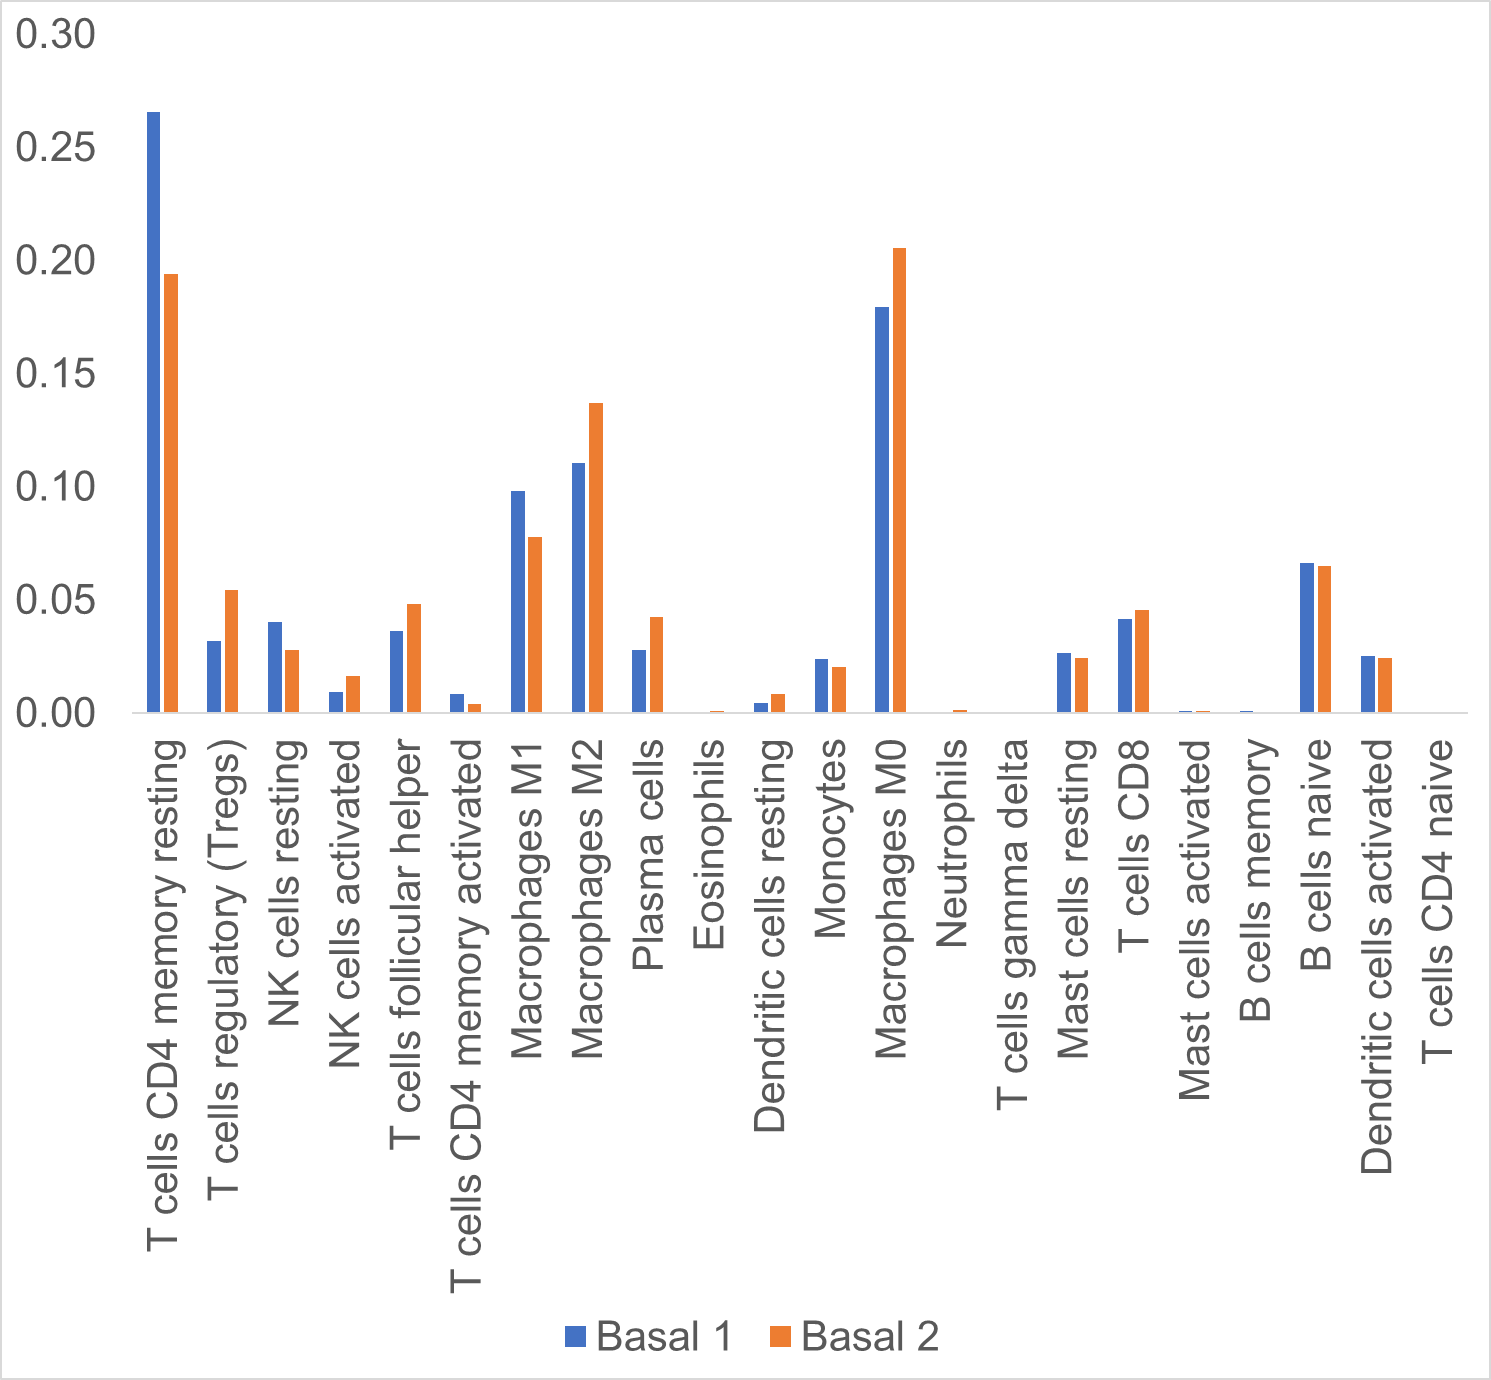 0.30
0.25
0.20
0.15
0.10
0.05
0.00
T cells CD4 memory resting
T cells regulatory (Tregs)
NK cells resting
NK cells activated
T cells follicular helper
T cells CD4 memory activated
Macrophages M1
Macrophages M2
Plasma cells
Eosinophils
Dendritic cells resting
Monocytes
Macrophages M0
Neutrophils
T cells gamma delta
Mast cells resting
T cells CD8
Mast cells activated
B cells memory
B cells naive
Dendritic cells activated
T cells CD4 naive
Basal 1
Basal 2